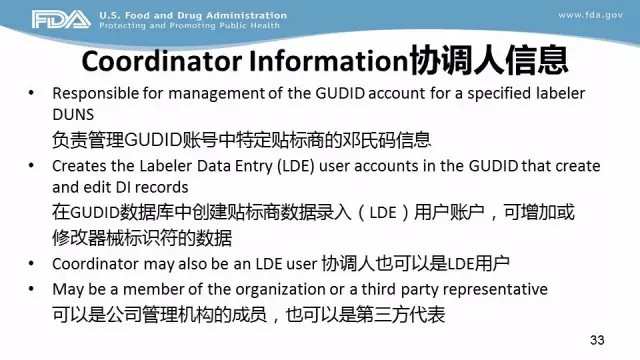 FDA
U.S. Food and Drug Administration
Protecting and Promoting Public Health
www.fda.gov
Coordinator Information协调人信息
• Responsible for management of the GUDID account for a specified labeler
DUNS
负责管理GUDID账号中特定贴标商的邓氏码信息
• Creates the Labeler Data Entry (LDE) user accounts in the GUDID that create
and edit DI records
在GUDID数据库中创建贴标商数据录入（LDE）用户账户，可增加或
修改器械标识符的数据
• Coordinator may also be an LDE user 协调人也可以是LDE用户
• May be a member of the organization or a third party representative
可以是公司管理机构的成员，也可以是第三方代表
33